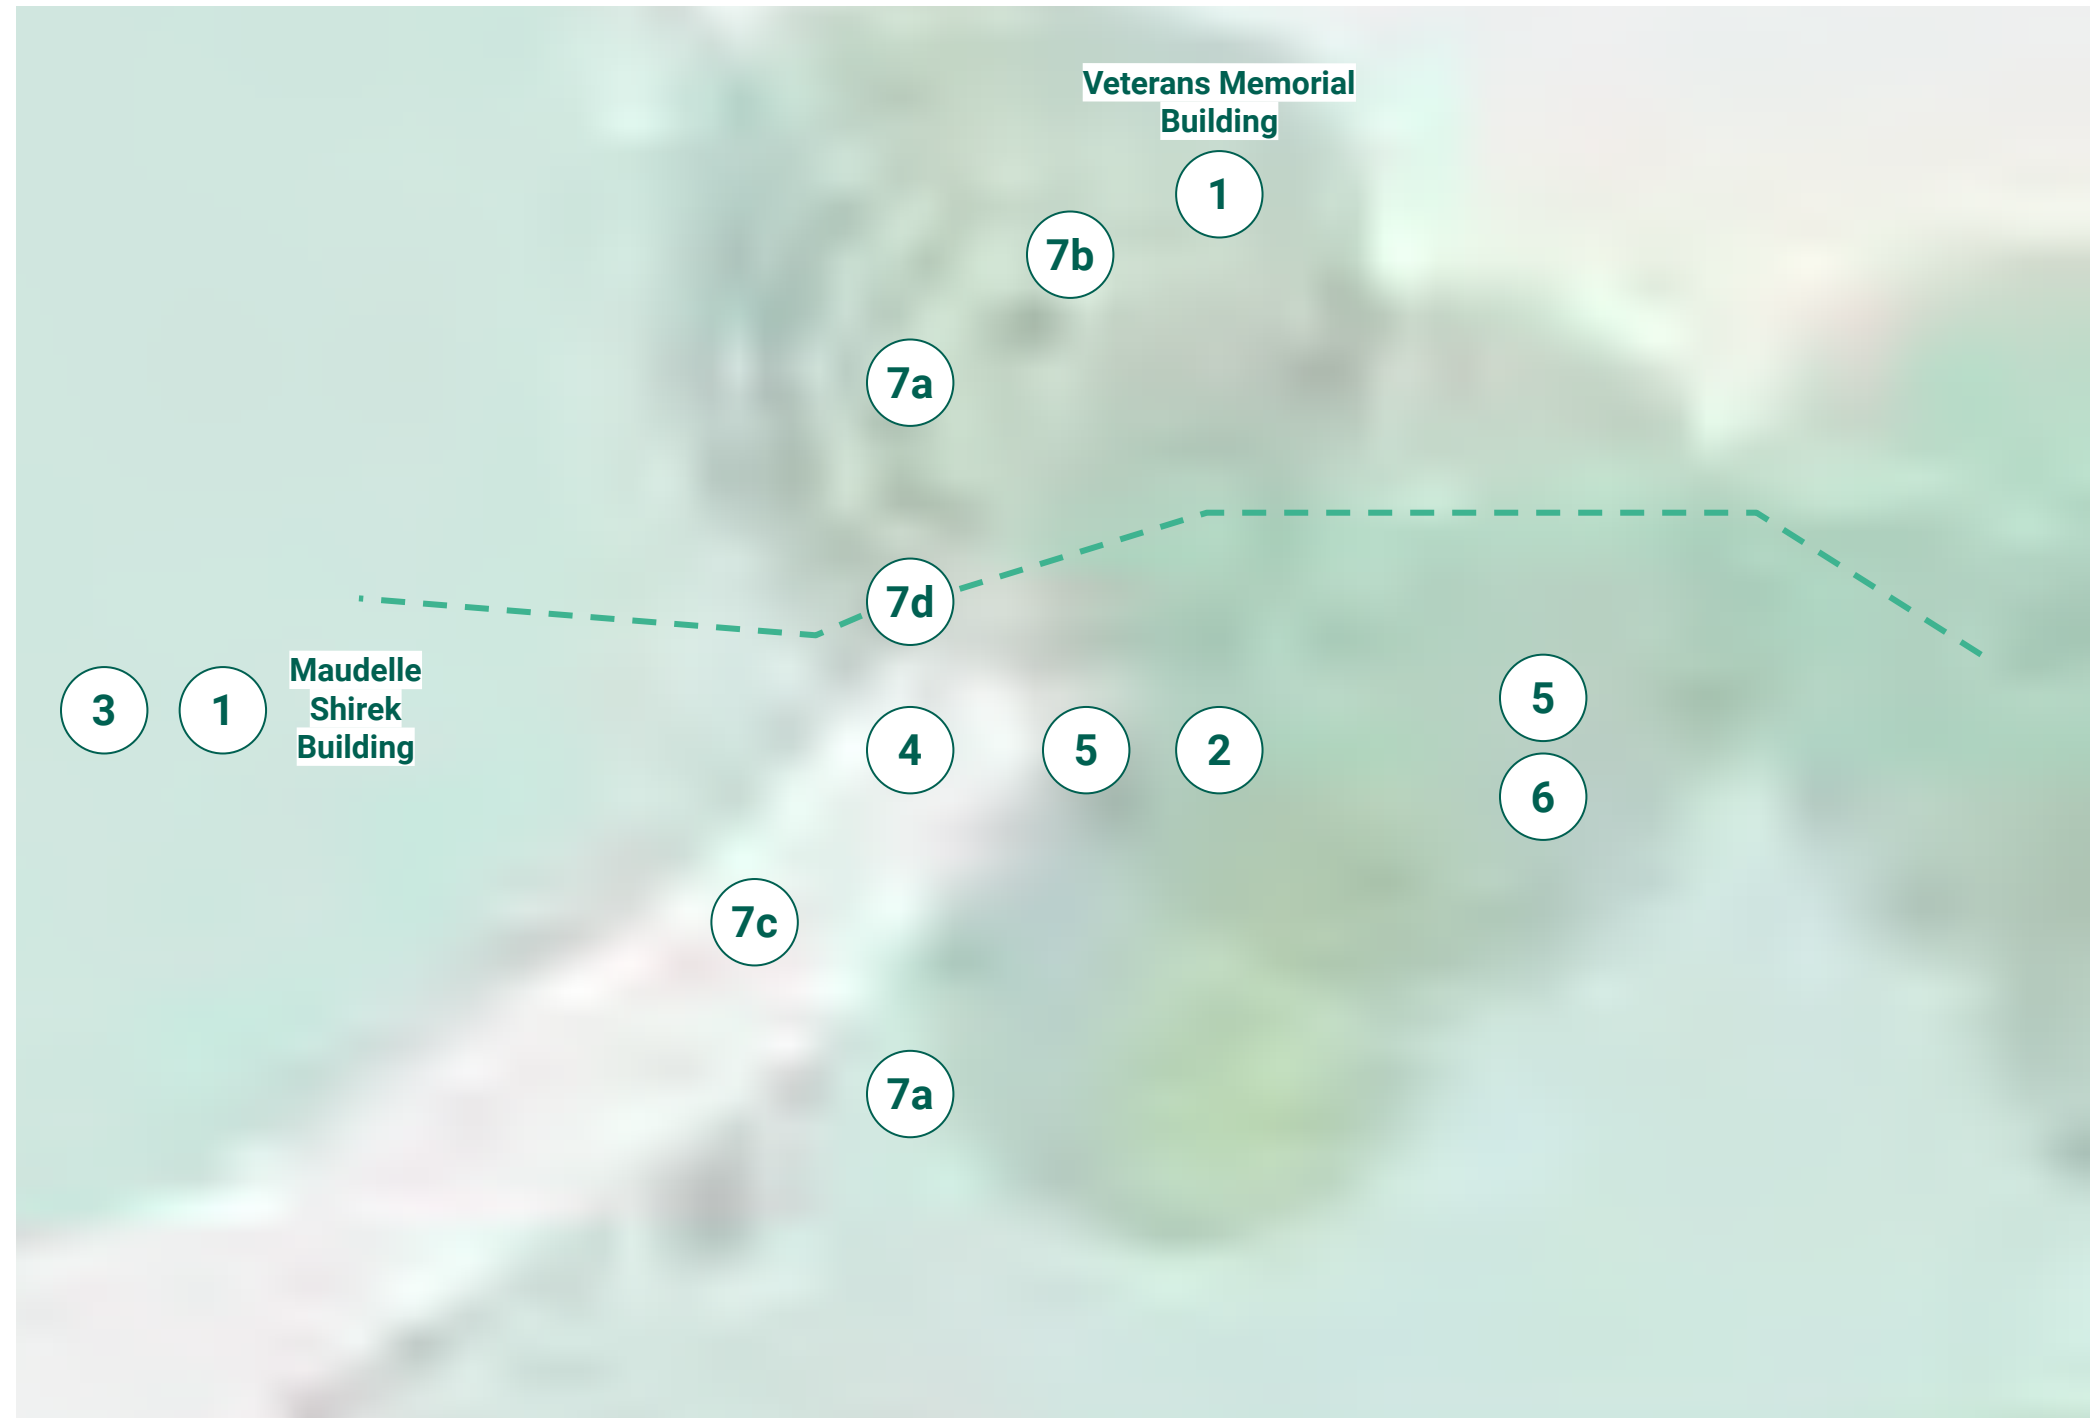 Veterans Memorial
Building
1
7b
7a
7d
Maudelle
Shirek
Building
3
1
4
5
2
5
6
7c
7a